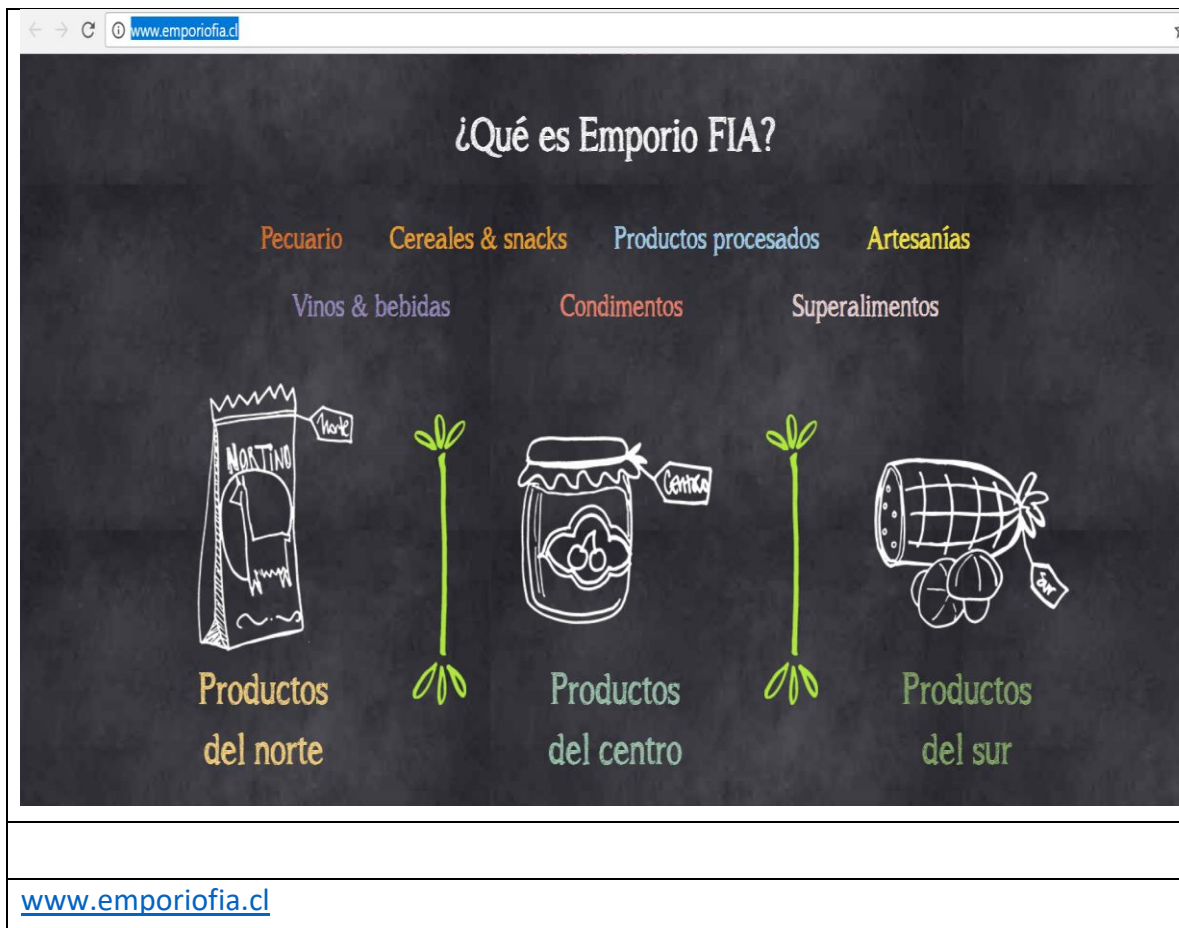 www.emporiofia.cl
¿Qué es Emporio FIA?
Pecuario Cereales & snacks Productos procesados Artesanías
Vinos & bebidas Condimentos Superalimentos
Norte
NORTINO
Centro
Sur
Productos
del norte
Productos
del centro
Productos
del sur
www.emporiofia.cl